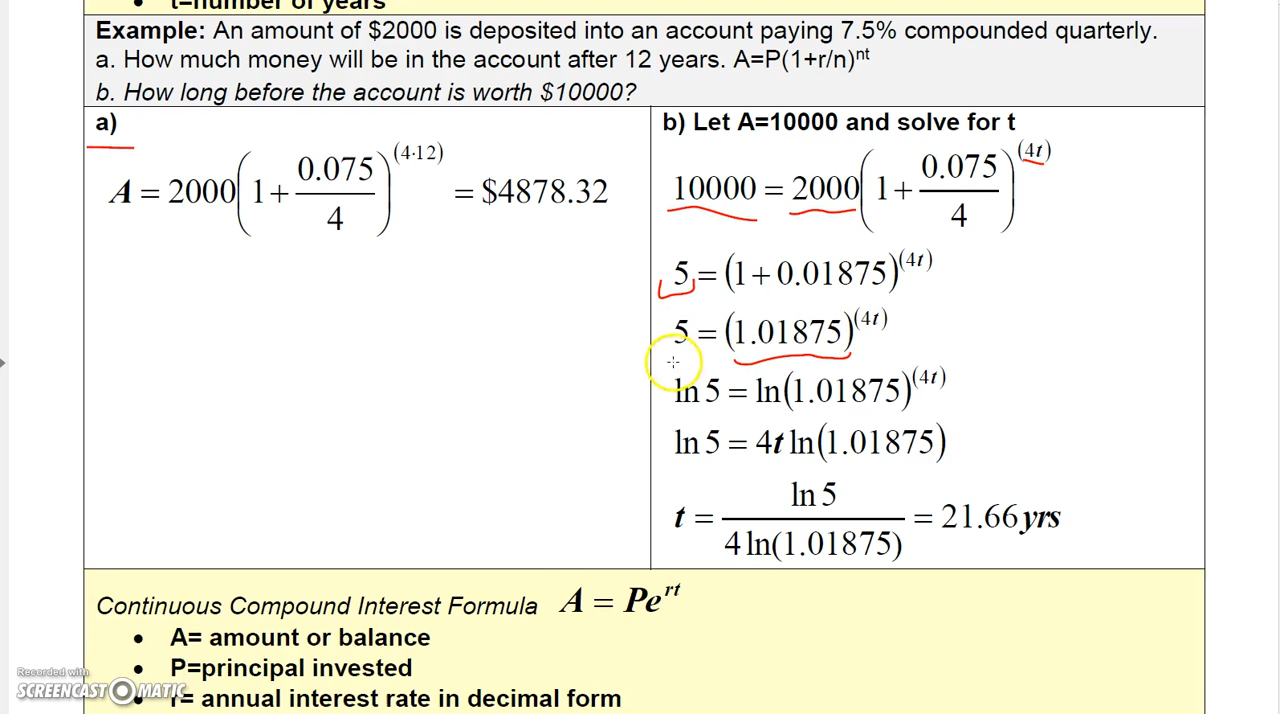 • t=number of years
Example: An amount of $2000 is deposited into an account paying 7.5% compounded quarterly.
a. How much money will be in the account after 12 years. A=P(1+r/n)ⁿᵗ
b. How long before the account is worth $10000?
a)
A = 2000(1 + 0.075/4)^(4·12) = $4878.32
b) Let A=10000 and solve for t
10000 = 2000(1 + 0.075/4)^(4t)
5 = (1 + 0.01875)^(4t)
5 = (1.01875)^(4t)
ln 5 = ln(1.01875)^(4t)
ln 5 = 4t ln(1.01875)
t = ln 5 / 4 ln(1.01875) = 21.66 yrs
Continuous Compound Interest Formula A = Pe^rt
• A= amount or balance
• P=principal invested
• r= annual interest rate in decimal form
Recorded with
SCREENCAST MATIC